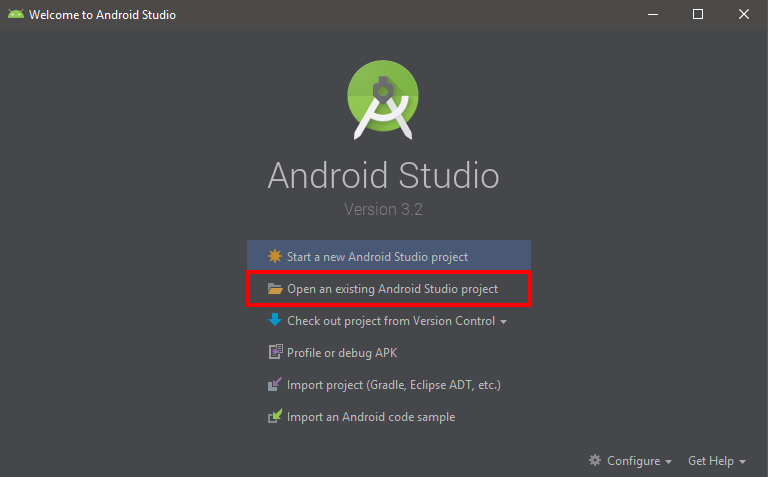 Welcome to Android Studio
Android Studio
Version 3.2
Start a new Android Studio project
Open an existing Android Studio project
Check out project from Version Control
Profile or debug APK
Import project (Gradle, Eclipse ADT, etc.)
Import an Android code sample
Configure Get Help